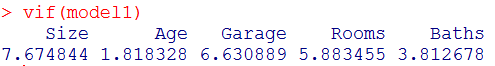 > vif(model1)
Size Age Garage Rooms Baths
7.674844 1.818328 6.630889 5.883455 3.812678